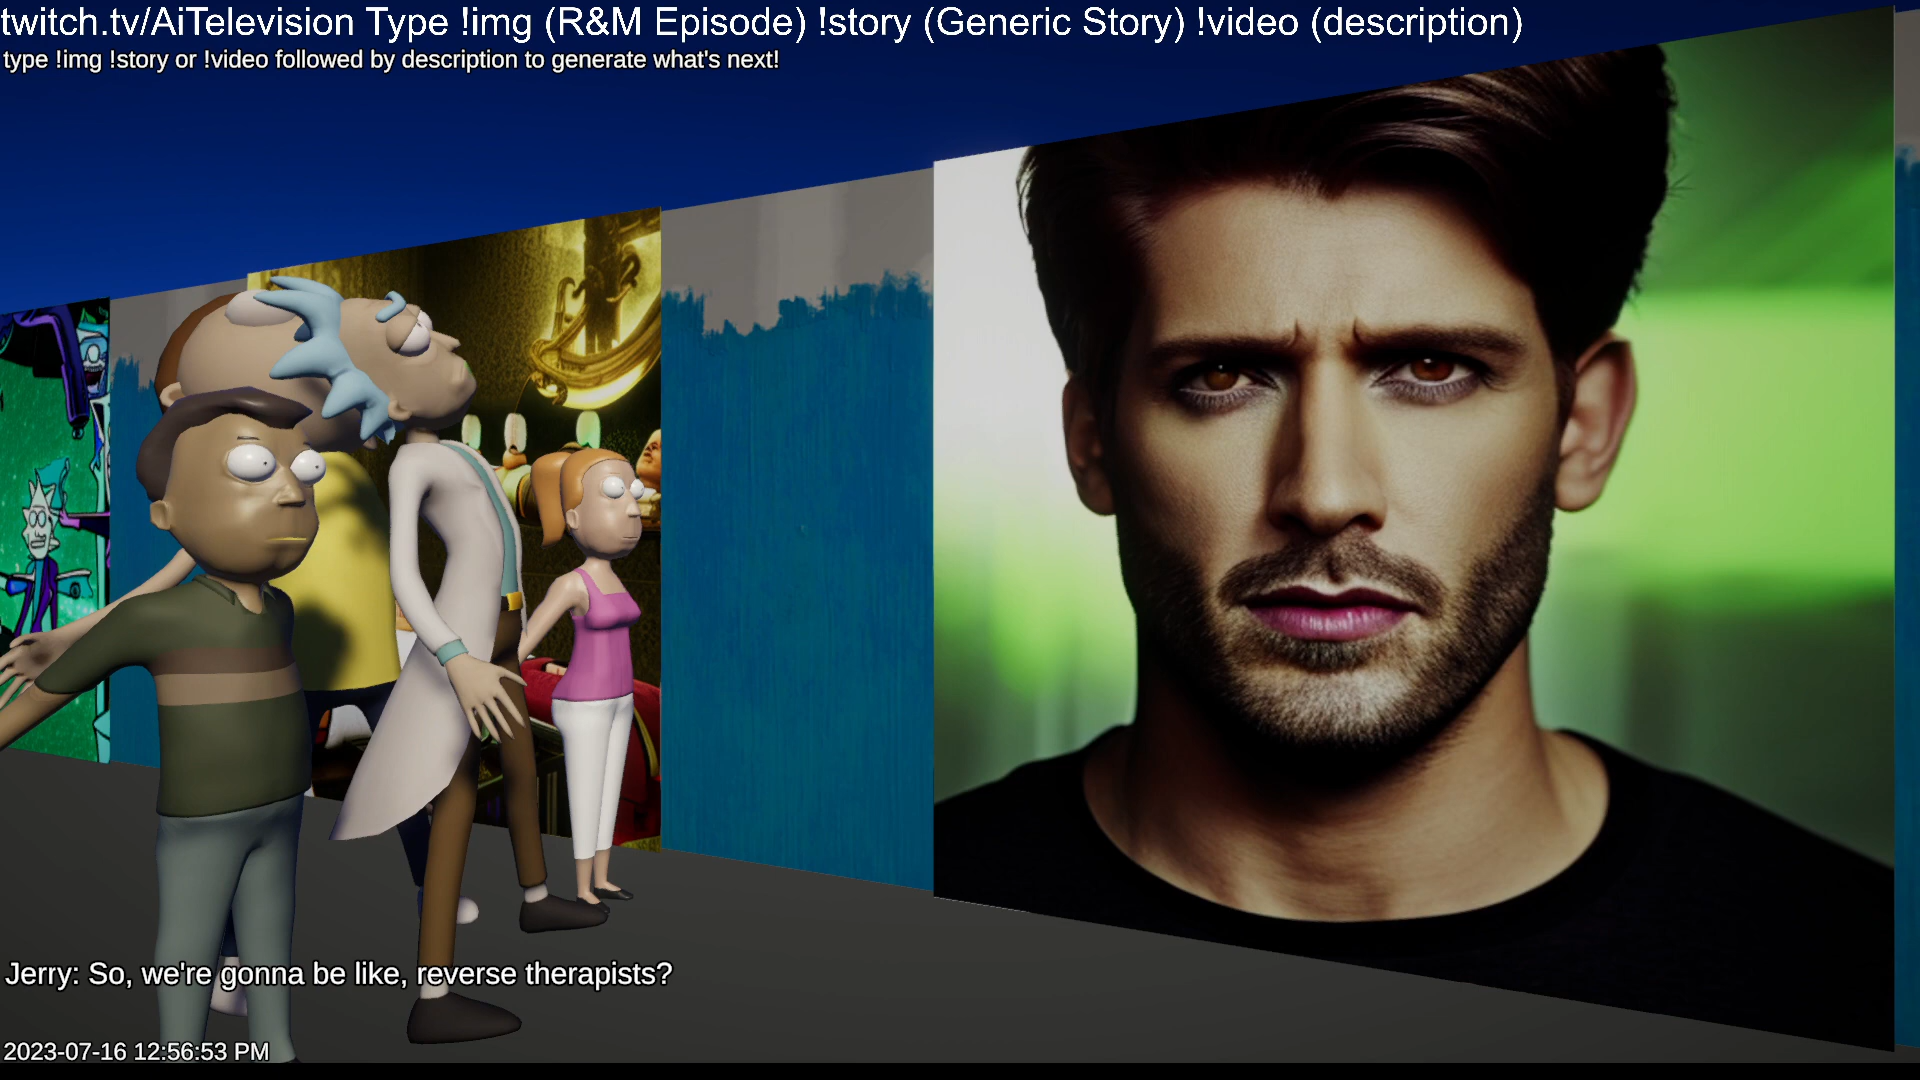 twitch.tv/AiTelevision Type !img (R&M Episode) !story (Generic Story) !video (description)
type !img !story or !video followed by description to generate what's next!
Jerry: So, we're gonna be like, reverse therapists?
2023-07-16 12:56:53 PM